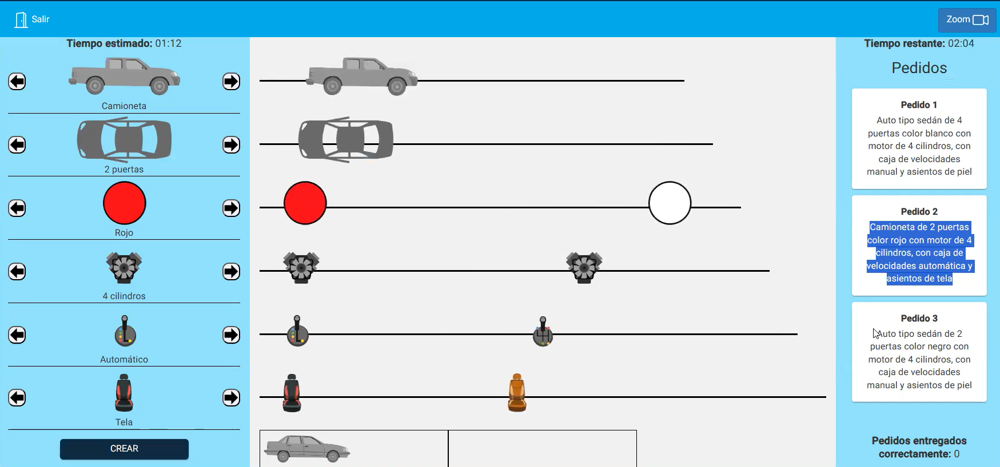 Salir
Zoom
Tiempo estimado: 01:12
Camioneta
2 puertas
Rojo
4 cilindros
Automático
Tela
CREAR
Tiempo restante: 02:04
Pedidos
Pedido 1
Auto tipo sedán de 4
puertas color blanco con
motor de 4 cilindros, con
caja de velocidades
manual y asientos de piel
Pedido 2
Camioneta de 2 puertas
color rojo con motor de 4
cilindros, con caja de
velocidades automática y
asientos de tela
Pedido 3
Auto tipo sedán de 2
puertas color negro con
motor de 4 cilindros, con
caja de velocidades
manual y asientos de piel
Pedidos entregados
correctamente: 0